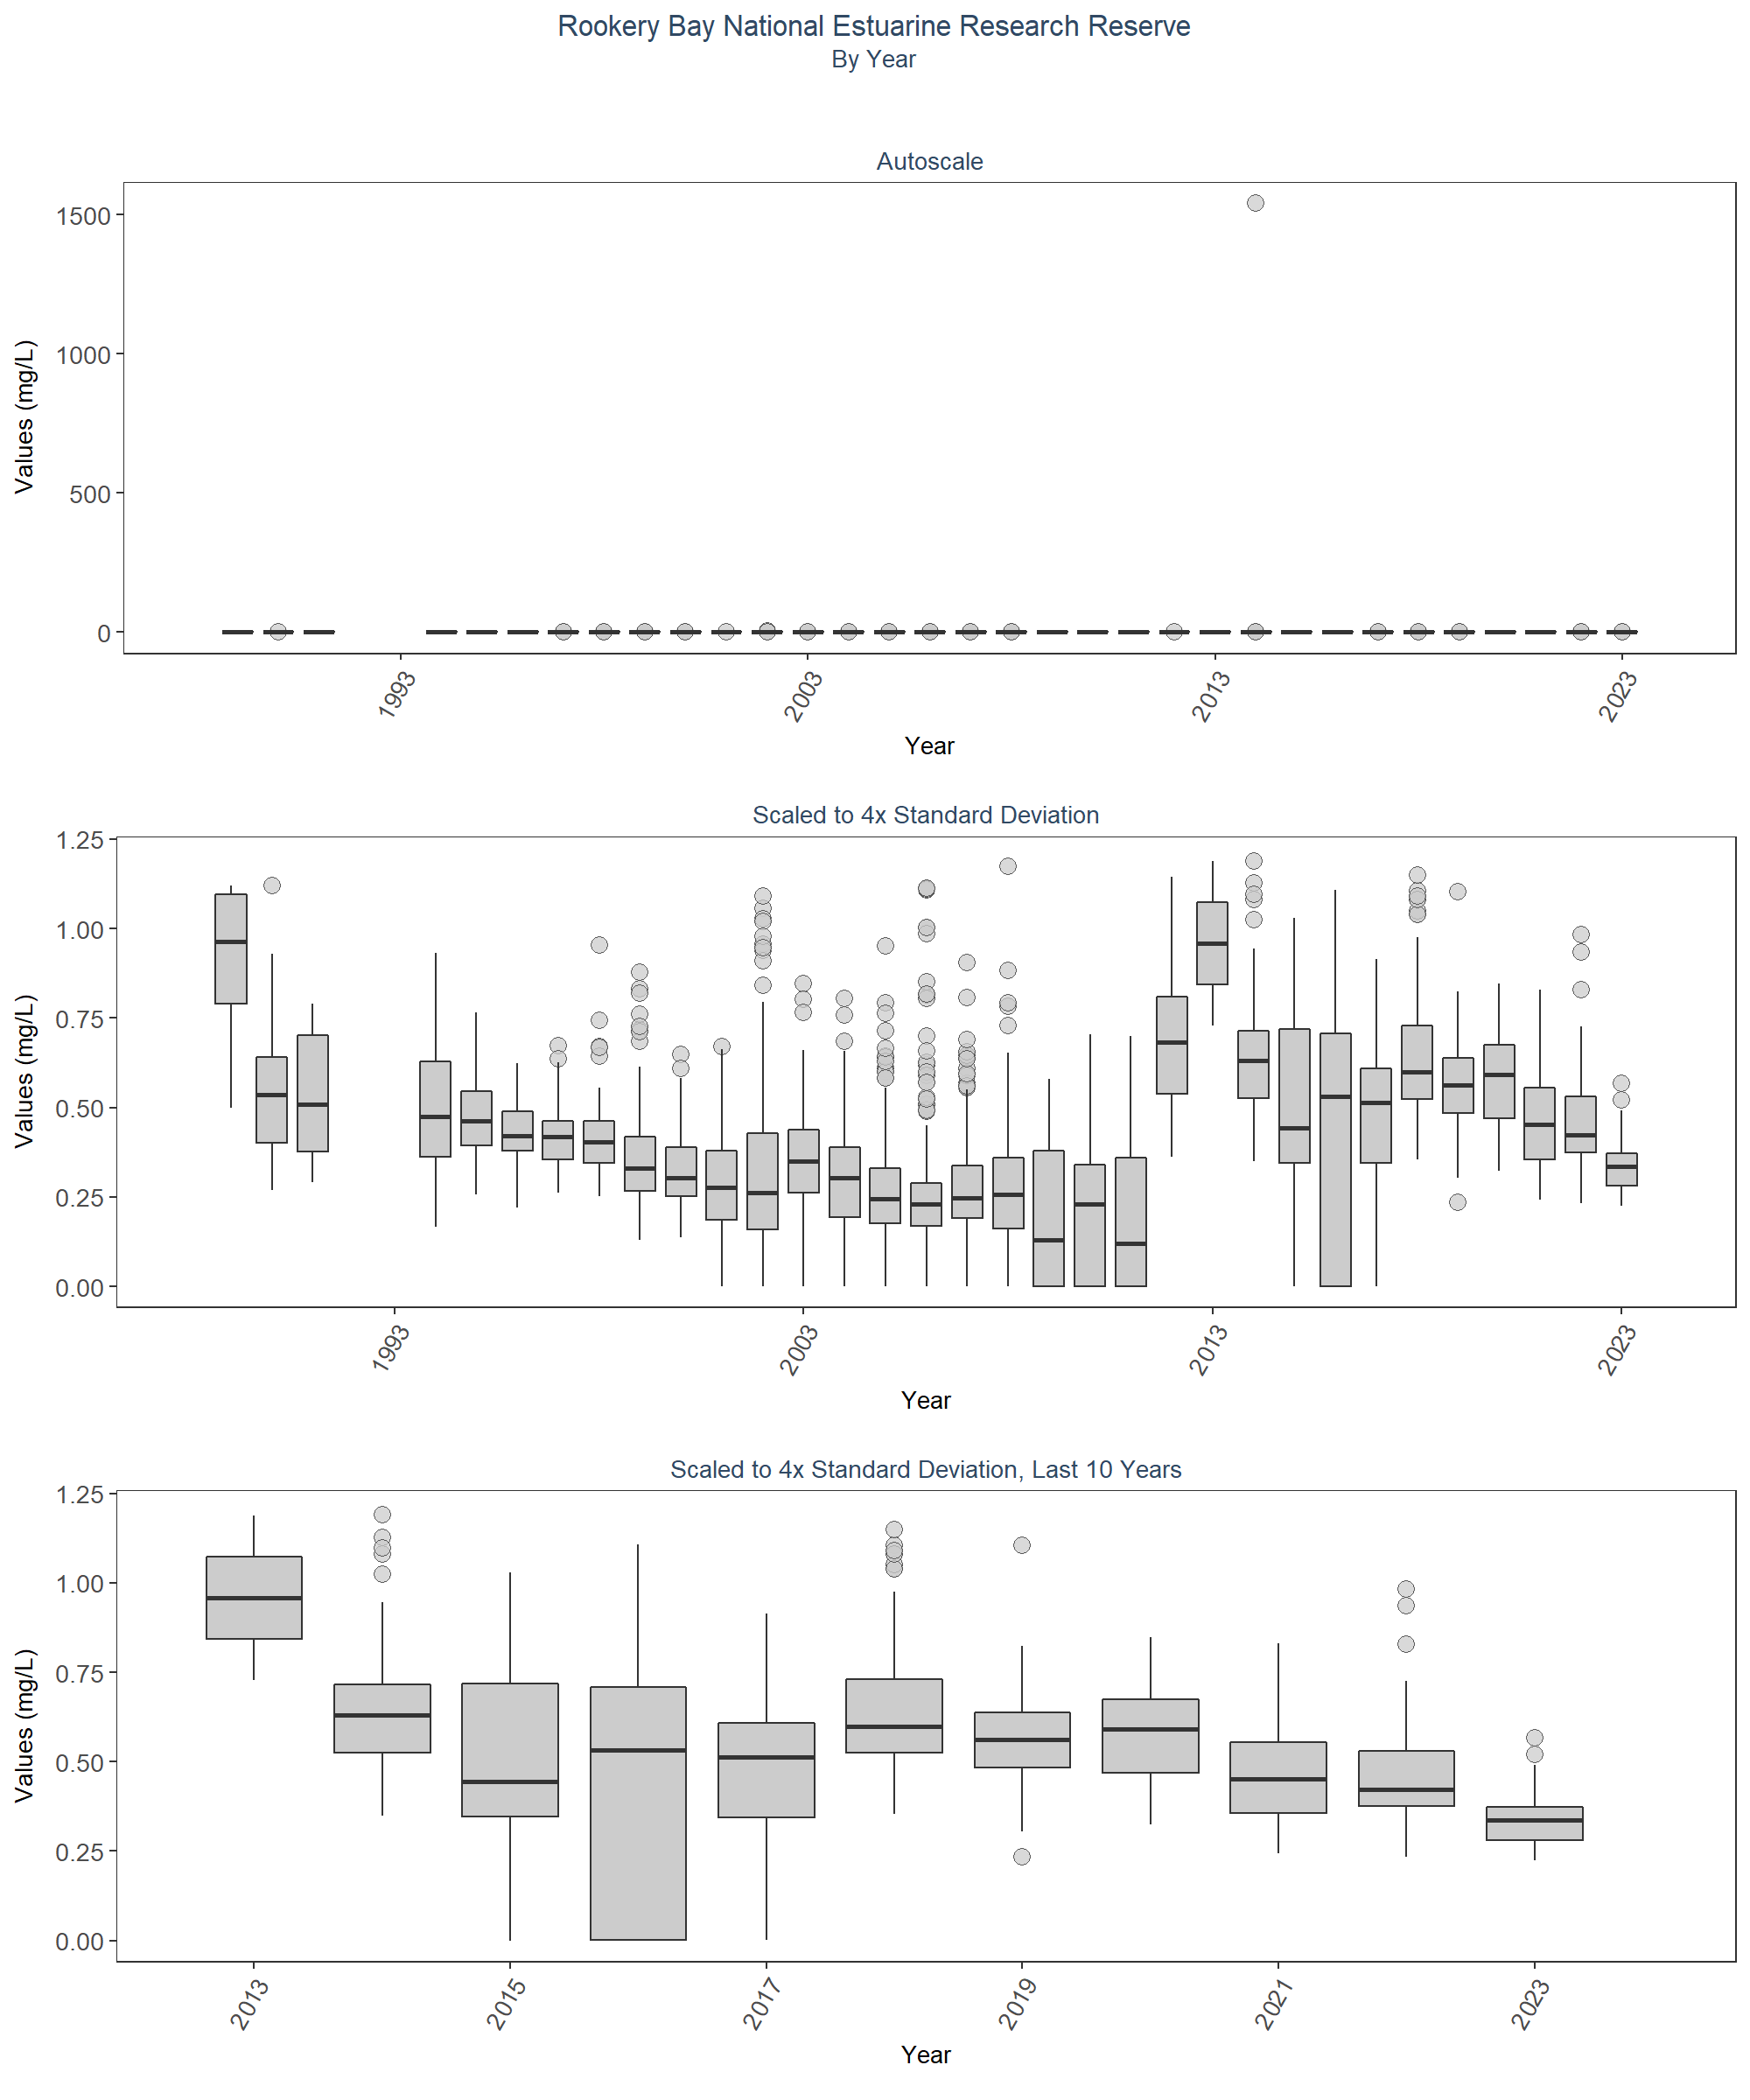 Rookery Bay National Estuarine Research Reserve
By Year
Autoscale
Values (mg/L)
1500
1000
500
0
1993
2003
2013
2023
Year
Scaled to 4x Standard Deviation
Values (mg/L)
1.25
1.00
0.75
0.50
0.25
0.00
1993
2003
2013
2023
Year
Scaled to 4x Standard Deviation, Last 10 Years
Values (mg/L)
1.25
1.00
0.75
0.50
0.25
0.00
2013
2015
2017
2019
2021
2023
Year